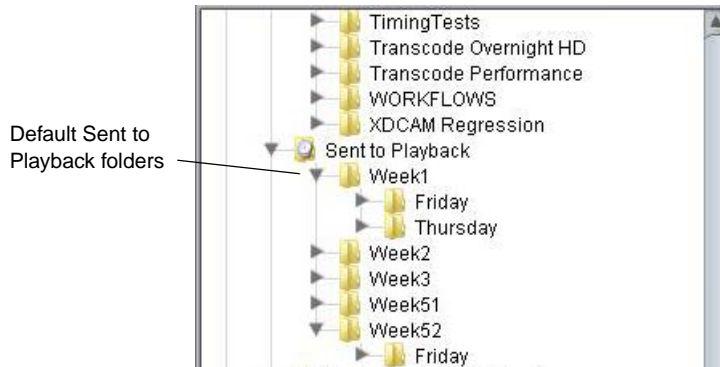 TimingTests
Transcode Overnight HD
Transcode Performance
WORKFLOWS
XDCAM Regression
Default Sent to
Playback folders
Sent to Playback
Week1
Friday
Thursday
Week2
Week3
Week51
Week52
Friday